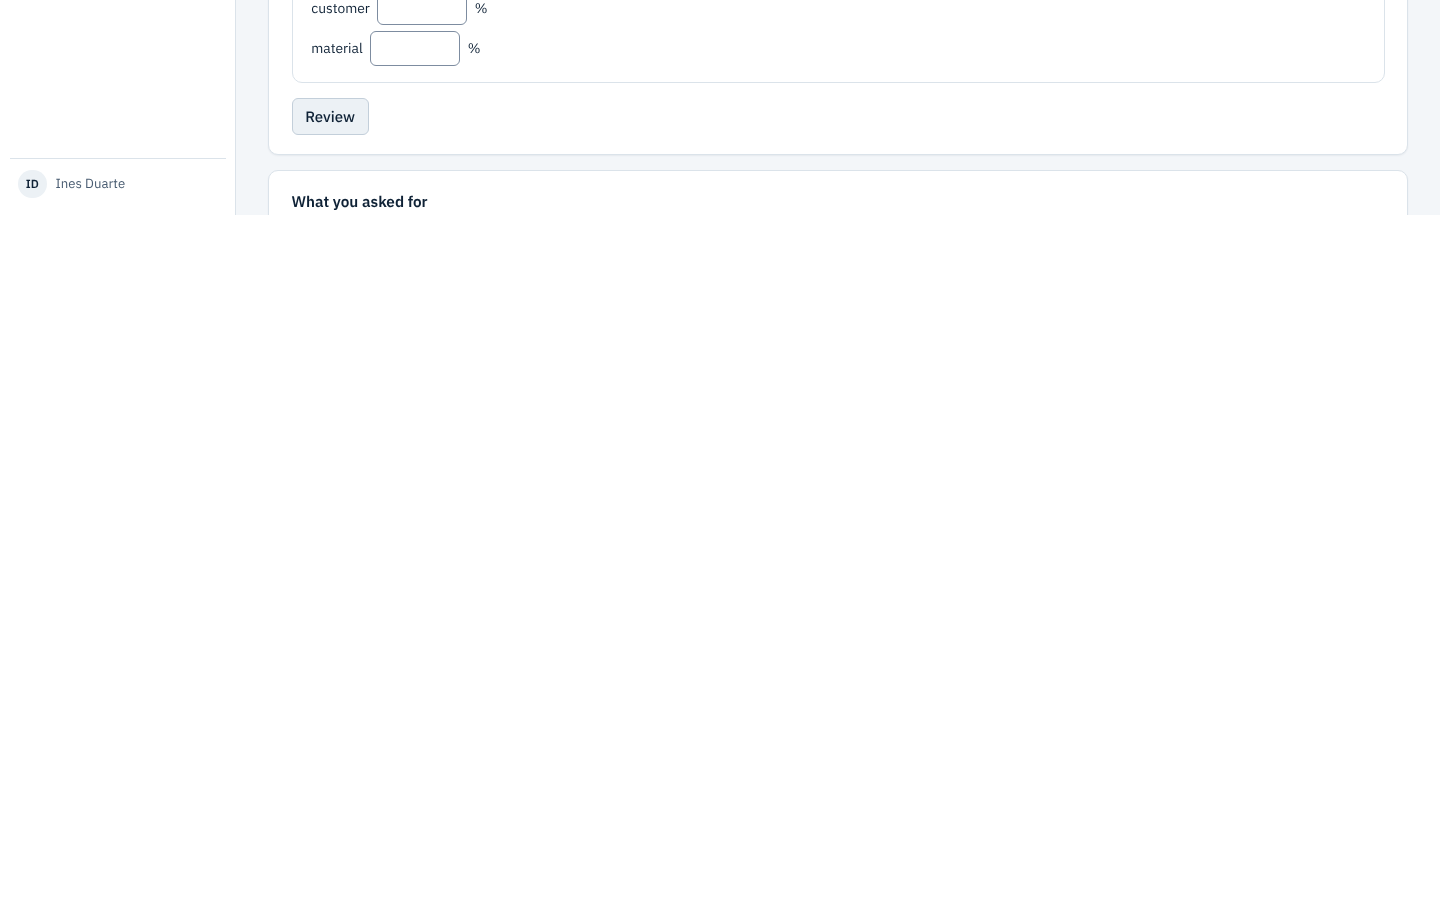 customer %
material %
Review
ID Ines Duarte
What you asked for